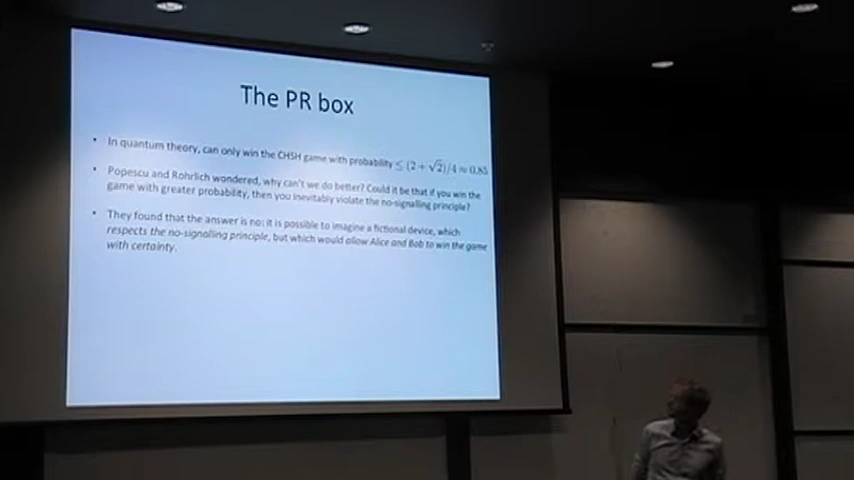 The PR box
• In quantum theory, can only win the CHSH game with probability ≤ (2 + √2)/4 ≈ 0.85
• Popescu and Rohrlich wondered, why can't we do better? Could it be that if you win the
game with greater probability, then you inevitably violate the no-signalling principle?
• They found that the answer is no: it is possible to imagine a fictional device, which
respects the no-signalling principle, but which would allow Alice and Bob to win the game
with certainty.